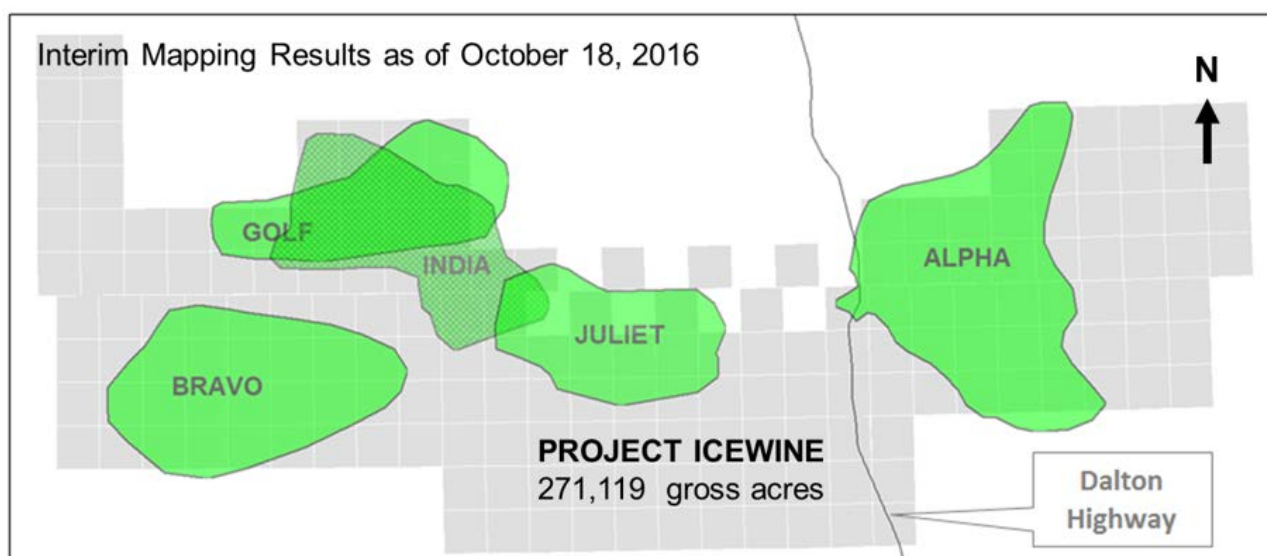 Interim Mapping Results as of October 18, 2016
N
GOLF
INDIA
ALPHA
JULIET
BRAVO
PROJECT ICEWINE
271,119 gross acres
Dalton
Highway